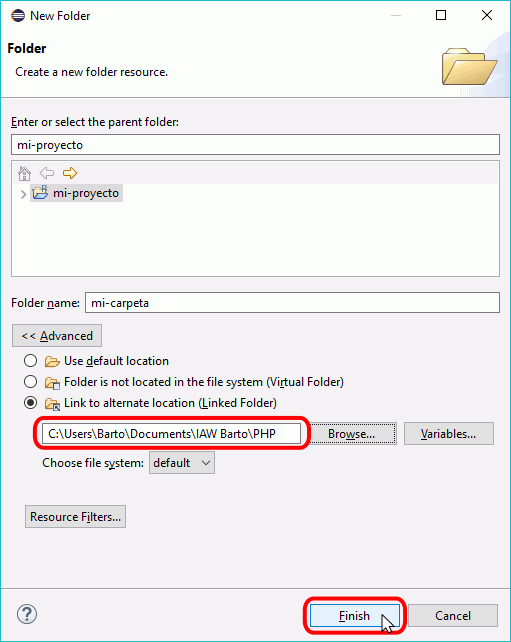 New Folder
Folder
Create a new folder resource.
Enter or select the parent folder:
mi-proyecto
mi-proyecto
Folder name: mi-carpeta
<< Advanced
Use default location
Folder is not located in the file system (Virtual Folder)
Link to alternate location (Linked Folder)
C:\Users\Barto\Documents\IAW Barto\PHP Browse... Variables...
Choose file system: default
Resource Filters...
? Finish Cancel